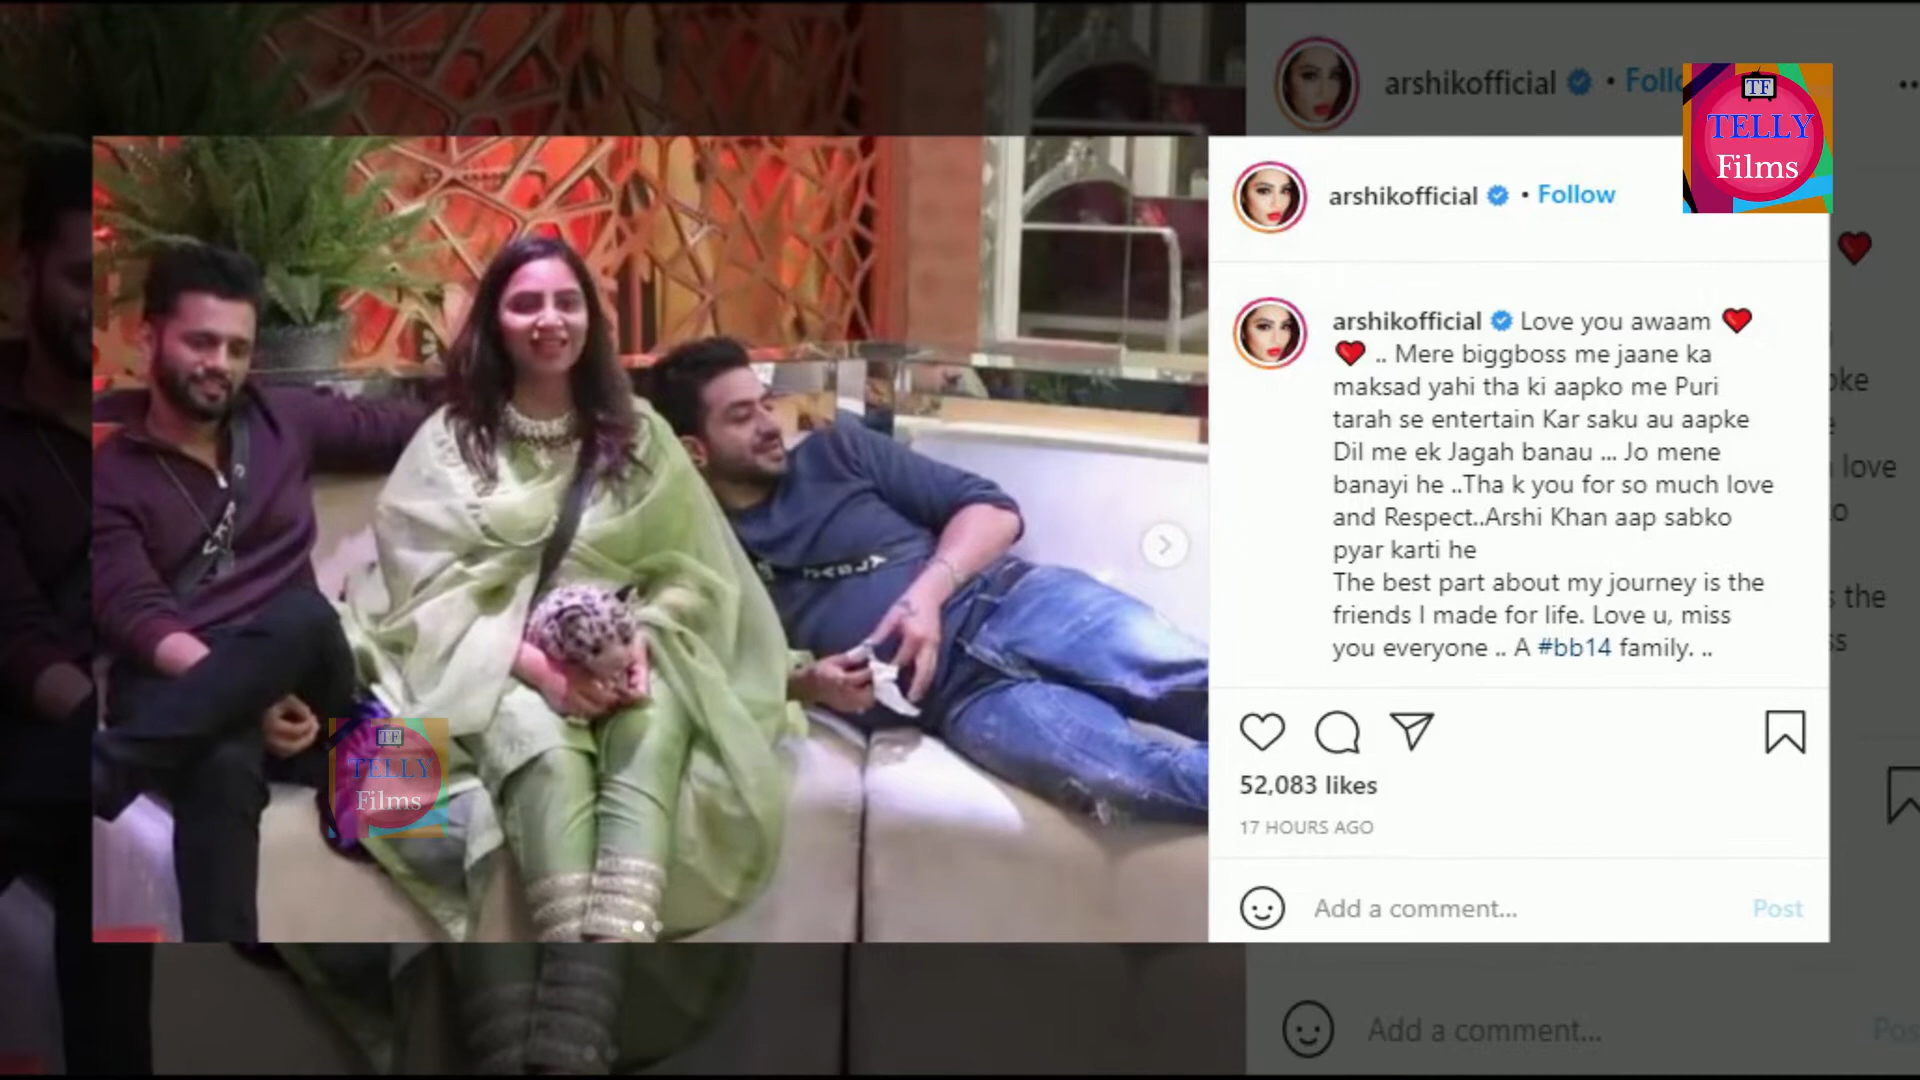 arshikofficial • Follo
TF
TELLY
Films
arshikofficial • Follow
arshikofficial Love you awaam ❤️
❤️ .. Mere biggboss me jaane ka
maksad yahi tha ki aapko me Puri
tarah se entertain Kar saku au aapke
Dil me ek Jagah banau ... Jo mene
banayi he ..Tha k you for so much love
and Respect..Arshi Khan aap sabko
pyar karti he
The best part about my journey is the
friends I made for life. Love u, miss
you everyone .. A #bb14 family. ..
love
the
TF
TELLY
Films
52,083 likes
17 HOURS AGO
Add a comment...
Post
Add a comment...
Pos